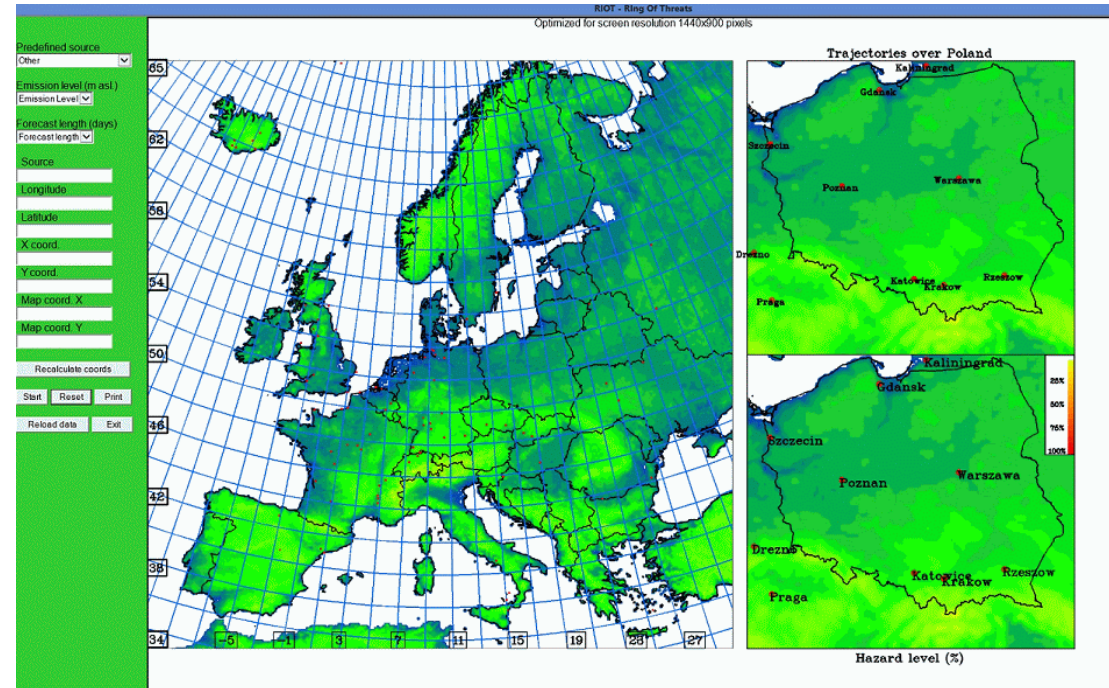 RIOT - Ring Of Threats
Optimized for screen resolution 1440x900 pixels
Predefined source
Other
Emission level (m asl.)
Emission Level
Forecast length (days)
Forecast length
Source
Longitude
Latitude
X coord.
Y coord.
Map coord. X
Map coord. Y
Recalculate coords
Start Reset Print
Reload data Exit
65
62
58
54
50
46
42
38
34 -5 -1 3 7 11 15 19 23 27
Trajectories over Poland
Kaliningrad
Gdansk
Szczecin
Poznan
Warszawa
Drezno
Katowice
Krakow
Rzeszow
Praga
Kaliningrad
Gdansk
25%
50%
75%
100%
Szczecin
Poznan
Warszawa
Drezno
Katowice
Krakow
Rzeszow
Praga
Hazard level (%)